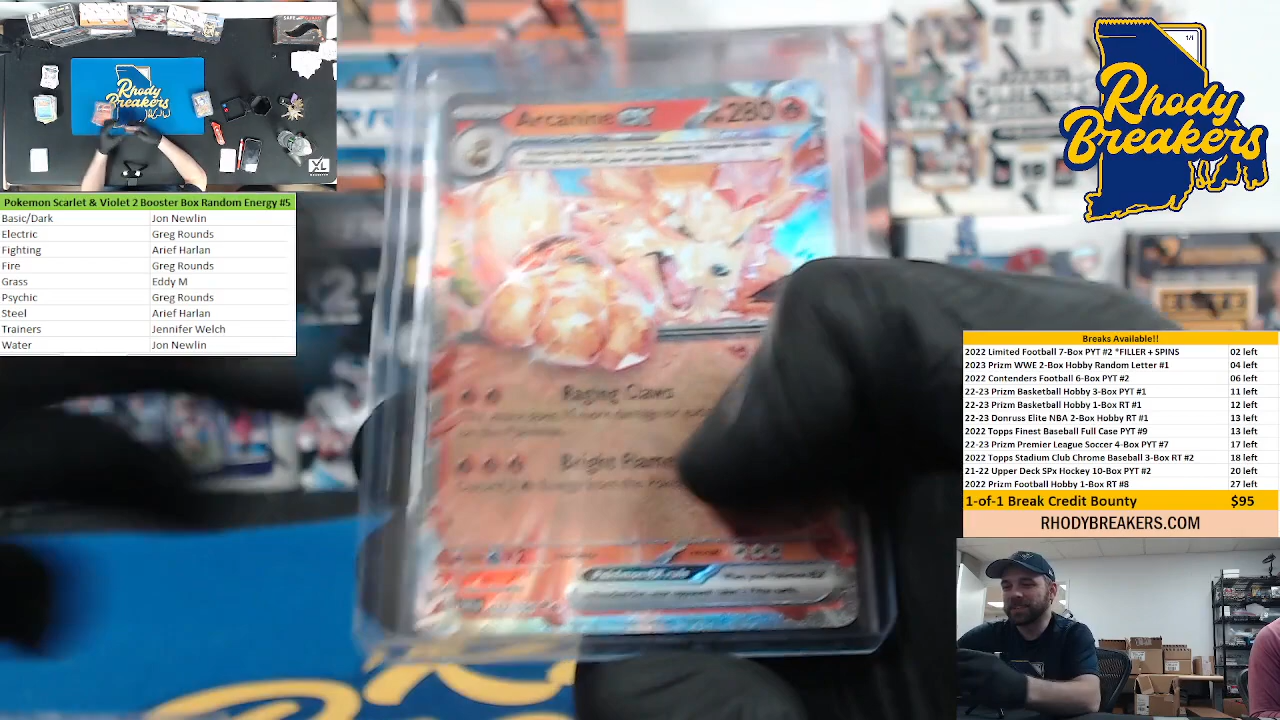 Rhody
Breakers
XL
Pokemon Scarlet & Violet 2 Booster Box Random Energy #5
Basic/Dark Jon Newlin
Electric Greg Rounds
Fighting Arief Harlan
Fire Greg Rounds
Grass Eddy M
Psychic Greg Rounds
Steel Arief Harlan
Trainers Jennifer Welch
Water Jon Newlin
Arcanine ex 280
Raging Claws
Bright Flame
1/1
Rhody
Breakers
Breaks Available!!
2022 Limited Football 7-Box PYT #2 *FILLER + SPINS 02 left
2023 Prizm WWE 2-Box Hobby Random Letter #1 04 left
2022 Contenders Football 6-Box PYT #2 06 left
22-23 Prizm Basketball Hobby 3-Box PYT #1 11 left
22-23 Prizm Basketball Hobby 1-Box RT #1 12 left
22-23 Donruss Elite NBA 2-Box Hobby RT #1 13 left
2022 Topps Finest Baseball Full Case PYT #9 13 left
22-23 Prizm Premier League Soccer 4-Box PYT #7 17 left
2022 Topps Stadium Club Chrome Baseball 3-Box RT #2 18 left
21-22 Upper Deck SPx Hockey 10-Box PYT #2 20 left
2022 Prizm Football Hobby 1-Box RT #8 27 left
1-of-1 Break Credit Bounty $95
RHODYBREAKERS.COM